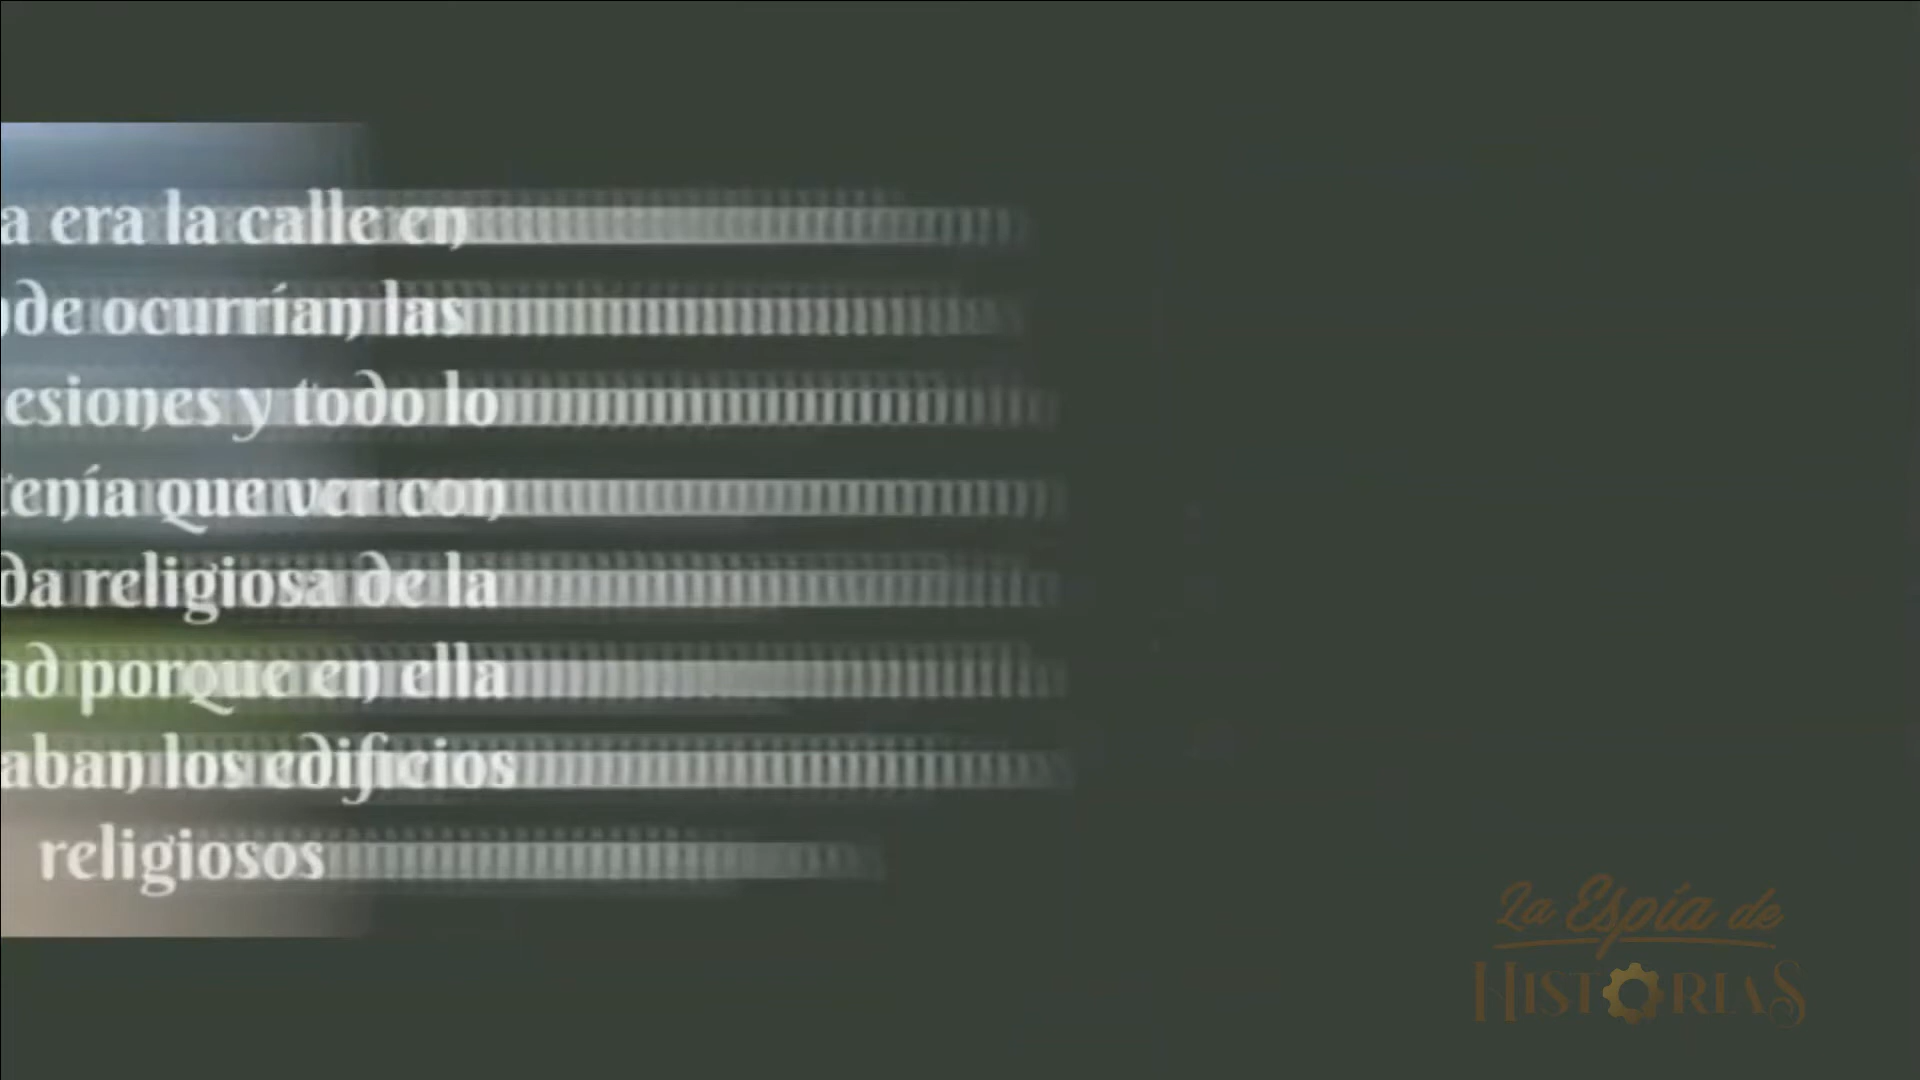 a era la calle en
de ocurrían las
esiones y todo lo
tenía que ver con
da religiosa de la
ad porque en ella
aban los edificios
religiosos
La Espía de
HISTORIAS